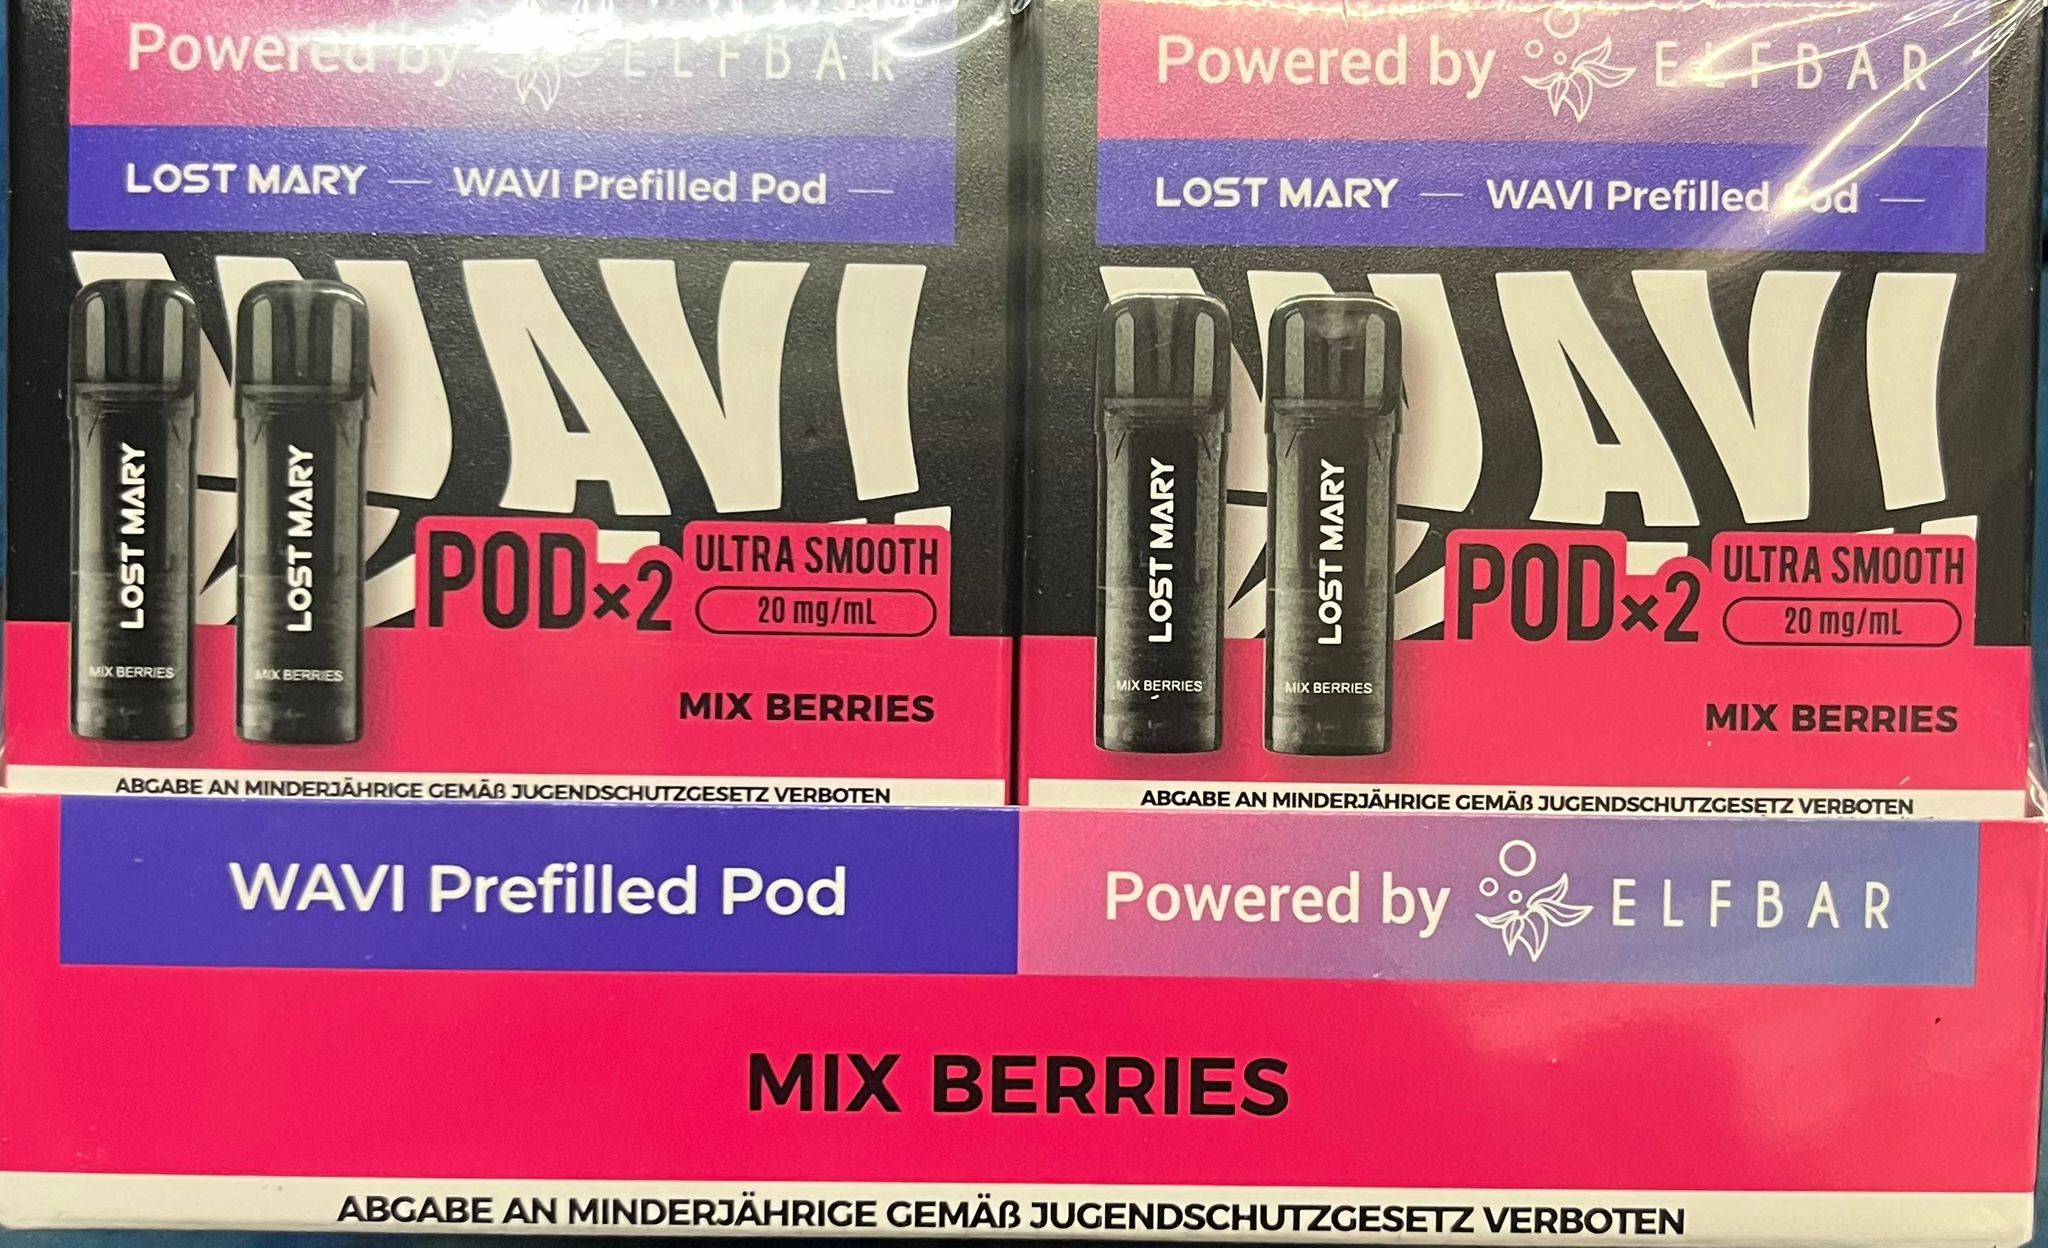 Powered by ELFBAR
LOST MARY — WAVI Prefilled Pod —
WAVI
LOST MARY
MIX BERRIES
LOST MARY
MIX BERRIES
POD×2
ULTRA SMOOTH
20 mg/mL
MIX BERRIES
ABGABE AN MINDERJÄHRIGE GEMÄß JUGENDSCHUTZGESETZ VERBOTEN
Powered by ELFBAR
LOST MARY — WAVI Prefilled Pod —
WAVI
LOST MARY
MIX BERRIES
LOST MARY
MIX BERRIES
POD×2
ULTRA SMOOTH
20 mg/mL
MIX BERRIES
ABGABE AN MINDERJÄHRIGE GEMÄß JUGENDSCHUTZGESETZ VERBOTEN
WAVI Prefilled Pod
Powered by ELFBAR
MIX BERRIES
ABGABE AN MINDERJÄHRIGE GEMÄß JUGENDSCHUTZGESETZ VERBOTEN